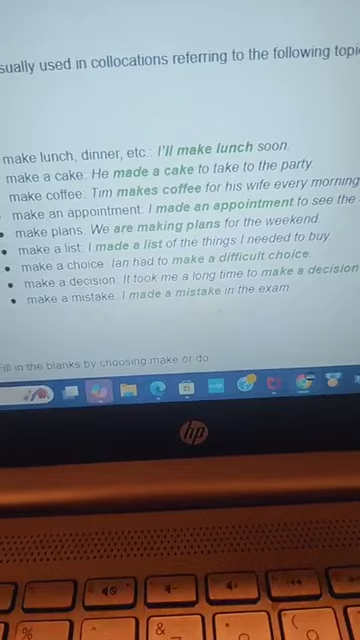 sually used in collocations referring to the following topi
make lunch, dinner, etc.: I'll make lunch soon.
make a cake: He made a cake to take to the party.
make coffee: Tim makes coffee for his wife every morning
make an appointment: I made an appointment to see the
• make plans: We are making plans for the weekend.
• make a list: I made a list of the things I needed to buy.
• make a choice: Ian had to make a difficult choice.
• make a decision: It took me a long time to make a decision
• make a mistake: I made a mistake in the exam.
Fill in the blanks by choosing make or do
hp
% ^ & * (